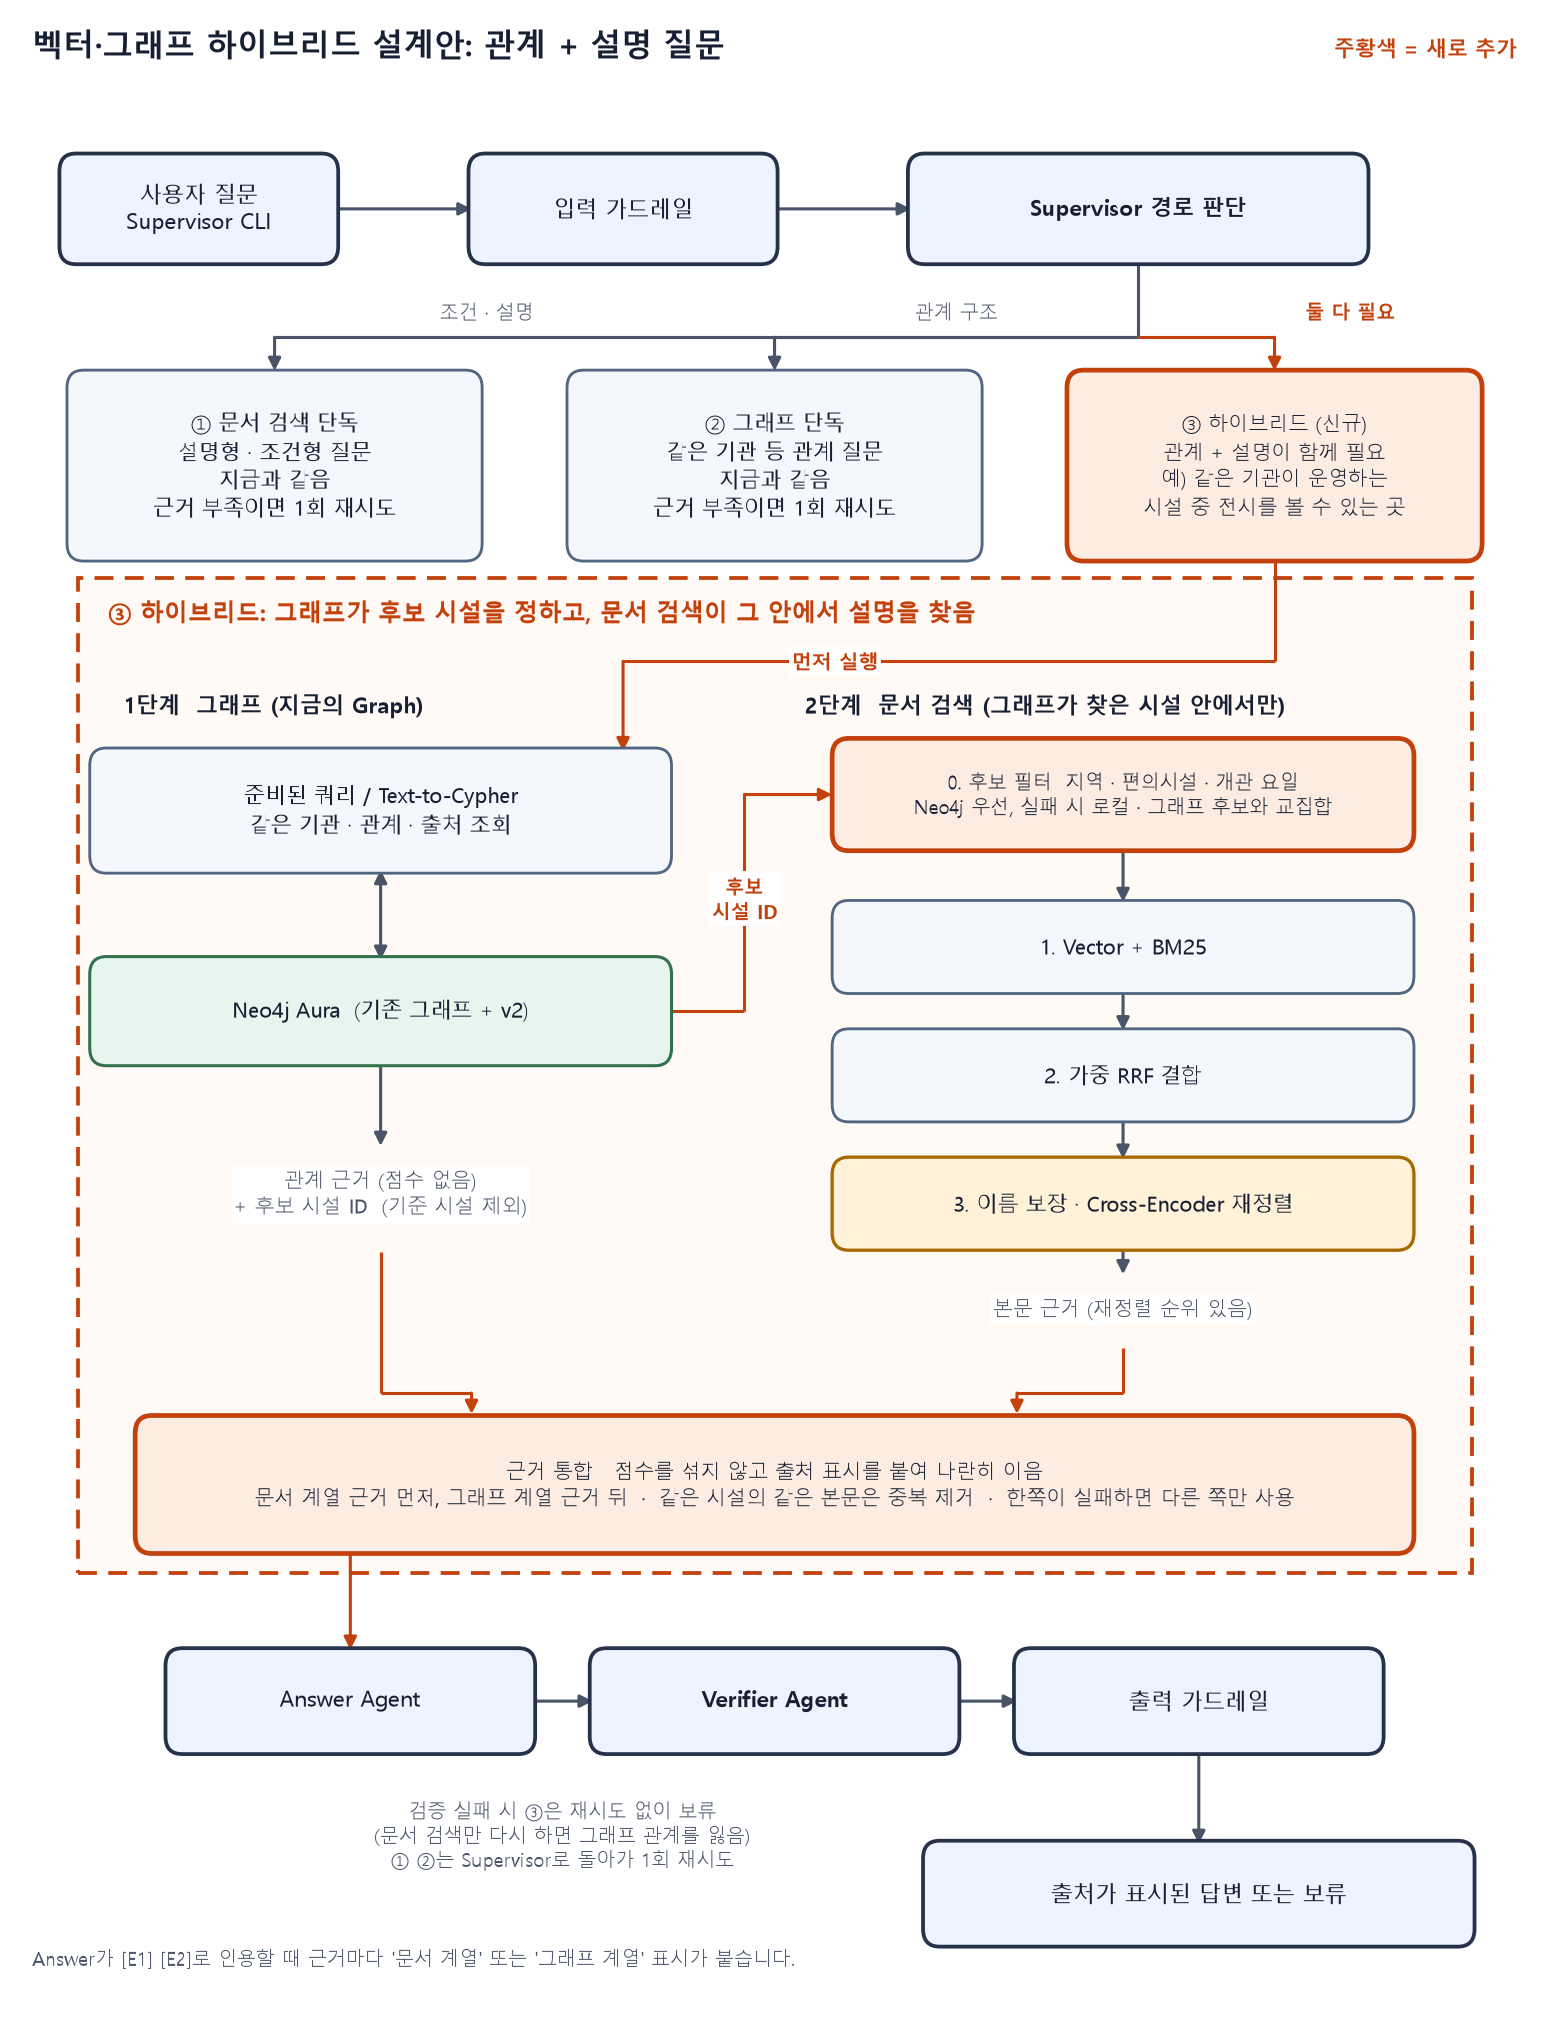 벡터·그래프 하이브리드 설계안: 관계 + 설명 질문
주황색 = 새로 추가
사용자 질문
Supervisor CLI
입력 가드레일
Supervisor 경로 판단
조건 · 설명
관계 구조
둘 다 필요
① 문서 검색 단독
설명형 · 조건형 질문
지금과 같음
근거 부족이면 1회 재시도
② 그래프 단독
같은 기관 등 관계 질문
지금과 같음
근거 부족이면 1회 재시도
③ 하이브리드 (신규)
관계 + 설명이 함께 필요
예) 같은 기관이 운영하는
시설 중 전시를 볼 수 있는 곳
③ 하이브리드: 그래프가 후보 시설을 정하고, 문서 검색이 그 안에서 설명을 찾음
먼저 실행
1단계  그래프 (지금의 Graph)
준비된 쿼리 / Text-to-Cypher
같은 기관 · 관계 · 출처 조회
Neo4j Aura  (기존 그래프 + v2)
관계 근거 (점수 없음)
+ 후보 시설 ID  (기준 시설 제외)
후보
시설 ID
2단계  문서 검색 (그래프가 찾은 시설 안에서만)
0. 후보 필터  지역 · 편의시설 · 개관 요일
Neo4j 우선, 실패 시 로컬 · 그래프 후보와 교집합
1. Vector + BM25
2. 가중 RRF 결합
3. 이름 보장 · Cross-Encoder 재정렬
본문 근거 (재정렬 순위 있음)
근거 통합   점수를 섞지 않고 출처 표시를 붙여 나란히 이음
문서 계열 근거 먼저, 그래프 계열 근거 뒤  ·  같은 시설의 같은 본문은 중복 제거  ·  한쪽이 실패하면 다른 쪽만 사용
Answer Agent
Verifier Agent
출력 가드레일
검증 실패 시 ③은 재시도 없이 보류
(문서 검색만 다시 하면 그래프 관계를 잃음)
① ②는 Supervisor로 돌아가 1회 재시도
출처가 표시된 답변 또는 보류
Answer가 [E1] [E2]로 인용할 때 근거마다 '문서 계열' 또는 '그래프 계열' 표시가 붙습니다.